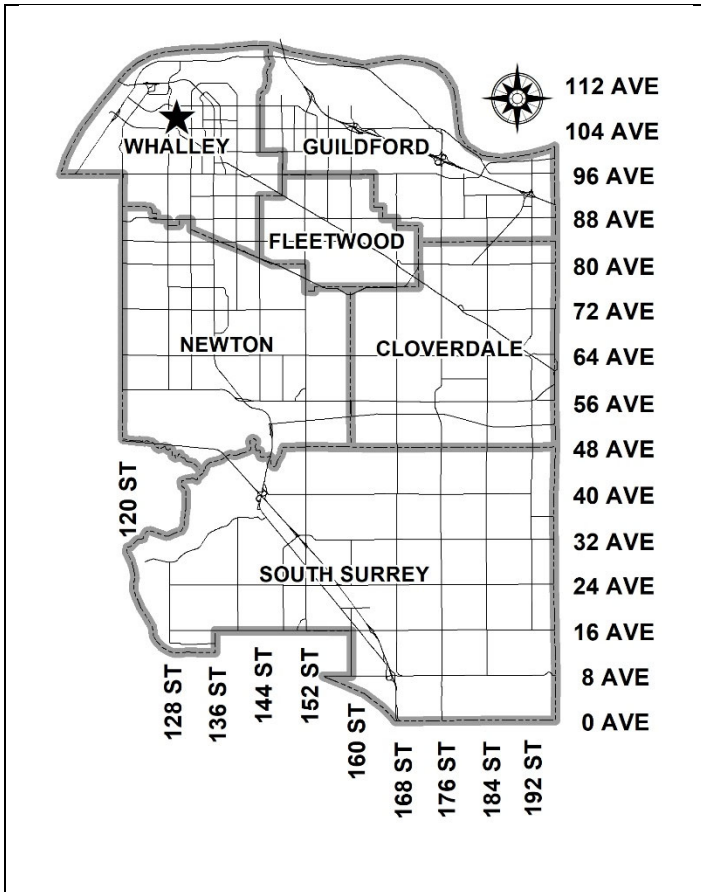 112 AVE
104 AVE
WHALLEY
GUILDFORD
96 AVE
88 AVE
FLEETWOOD
80 AVE
72 AVE
NEWTON
CLOVERDALE
64 AVE
56 AVE
48 AVE
120 ST
40 AVE
32 AVE
SOUTH SURREY
24 AVE
16 AVE
8 AVE
128 ST
136 ST
144 ST
152 ST
160 ST
0 AVE
168 ST
176 ST
184 ST
192 ST